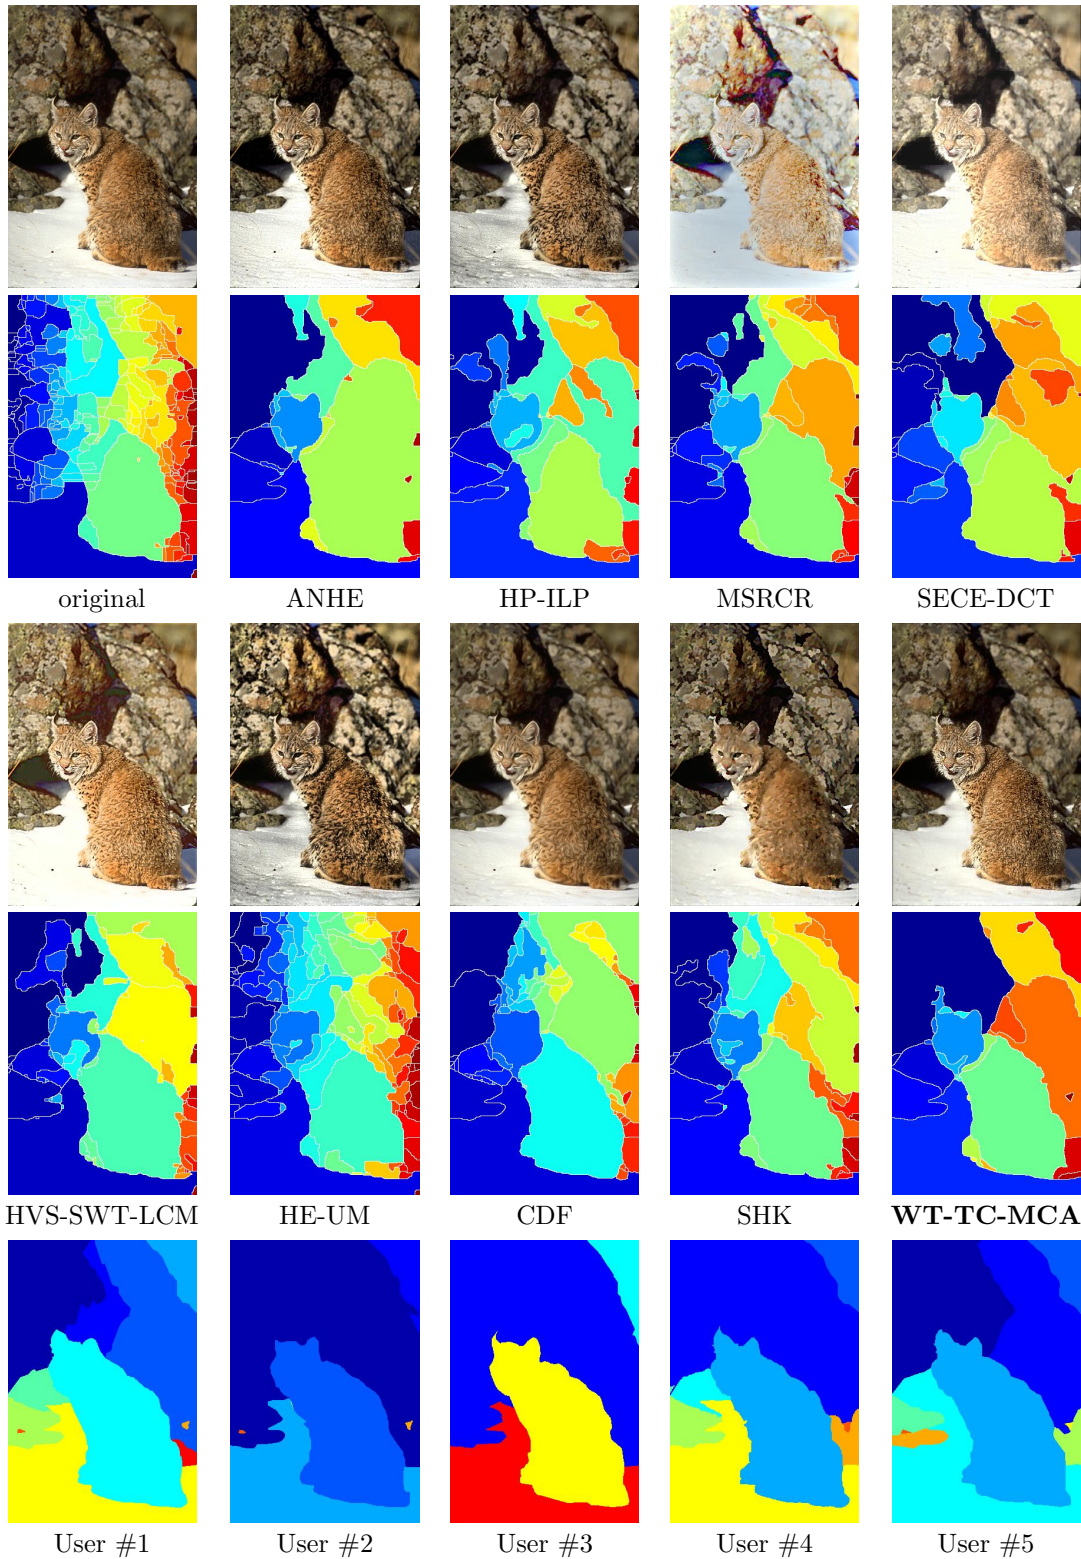 original ANHE HP-ILP MSRCR SECE-DCT
HVS-SWT-LCM HE-UM CDF SHK WT-TC-MCA
User #1 User #2 User #3 User #4 User #5